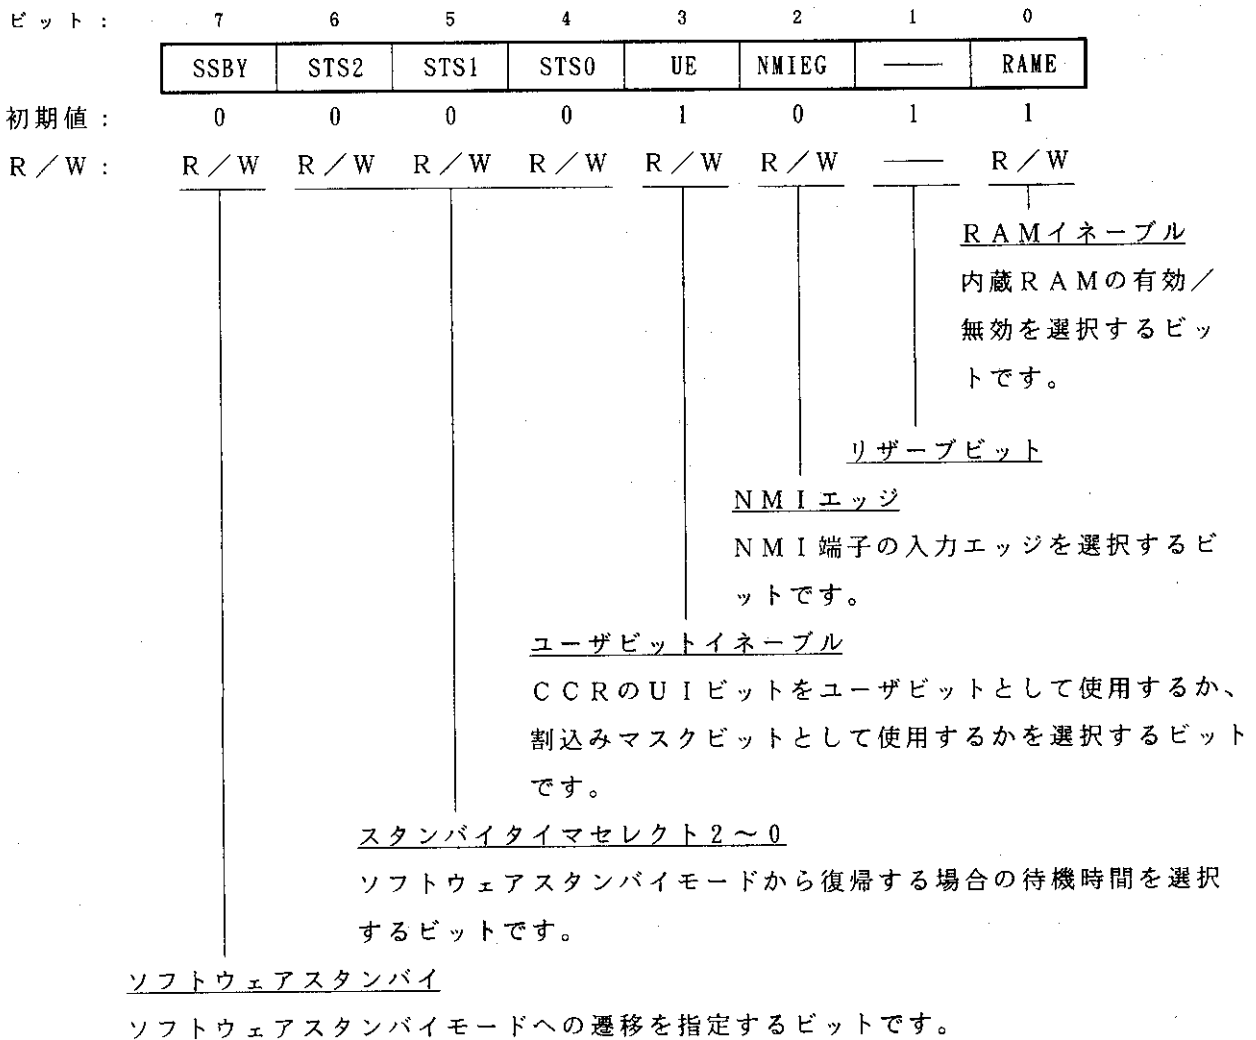 ビット： 7 6 5 4 3 2 1 0
SSBY STS2 STS1 STS0 UE NMIEG ― RAME
初期値： 0 0 0 0 1 0 1 1
R／W： R／W R／W R／W R／W R／W R／W ― R／W
RAMイネーブル
内蔵RAMの有効／
無効を選択するビッ
トです。
リザーブビット
NMIエッジ
NMI端子の入力エッジを選択するビ
ットです。
ユーザビットイネーブル
CCRのUIビットをユーザビットとして使用するか、
割込みマスクビットとして使用するかを選択するビット
です。
スタンバイタイマセレクト2～0
ソフトウェアスタンバイモードから復帰する場合の待機時間を選択
するビットです。
ソフトウェアスタンバイ
ソフトウェアスタンバイモードへの遷移を指定するビットです。